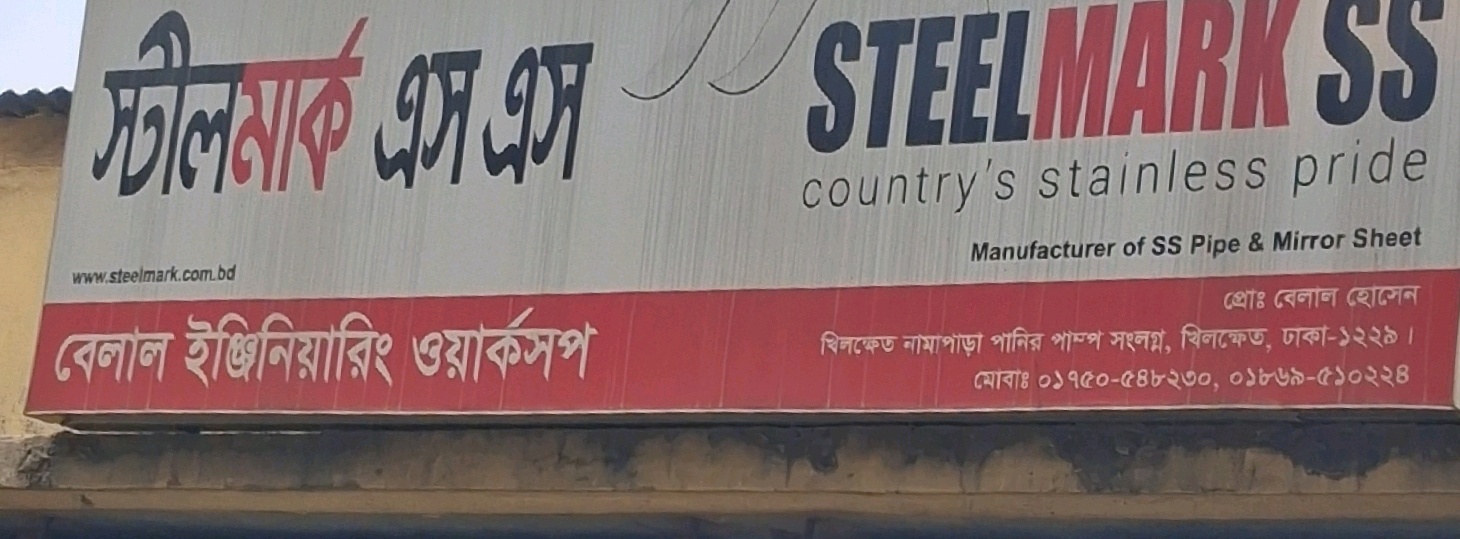 স্টীলমার্ক এস এস
STEELMARK SS
country's stainless pride
Manufacturer of SS Pipe & Mirror Sheet
www.steelmark.com.bd
বেলাল ইঞ্জিনিয়ারিং ওয়ার্কসপ
প্রোঃ বেলাল হোসেন
খিলক্ষেত নামাপাড়া পানির পাম্প সংলগ্ন, খিলক্ষেত, ঢাকা-১২২৯।
মোবাঃ ০১৭৫০-৫৪৮২৩০, ০১৮৬৯-৫১০২২৪